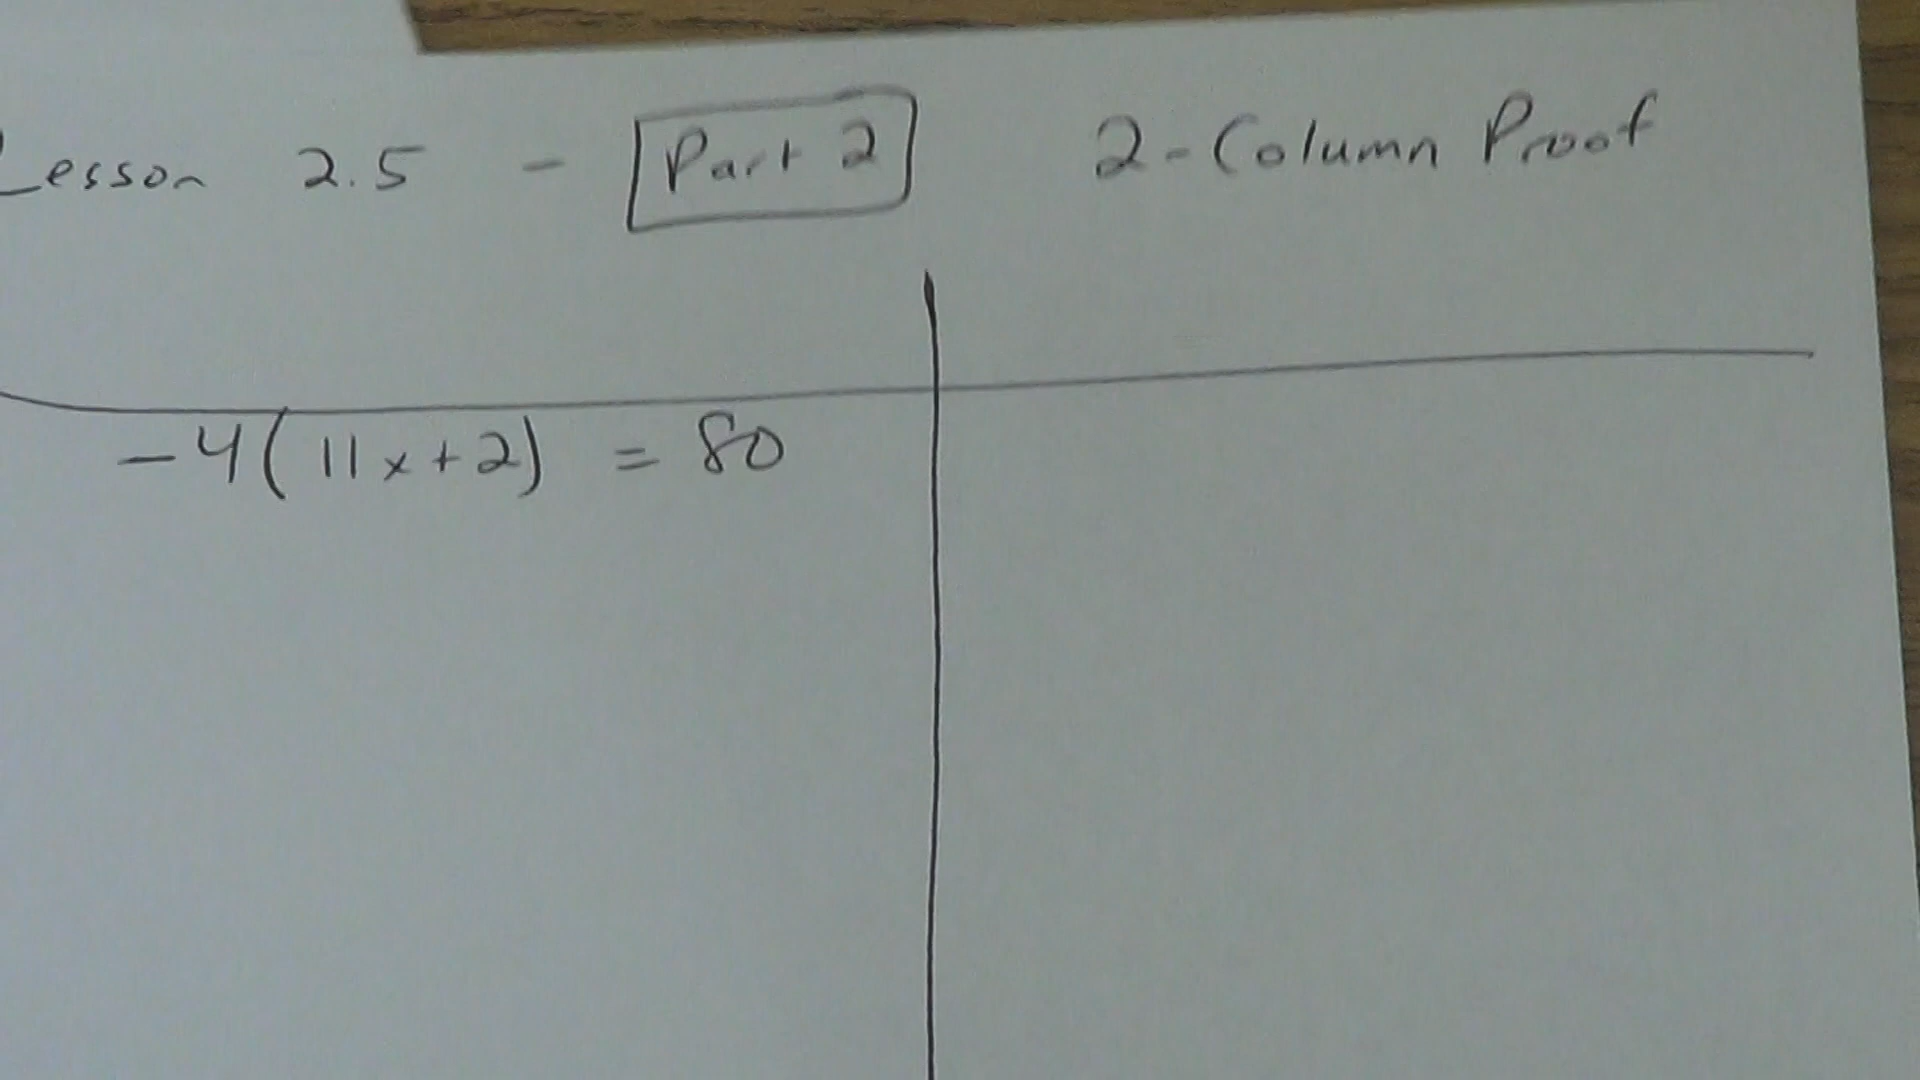 Lesson 2.5 - Part 2 2-Column Proof
-4(11x+2) = 80